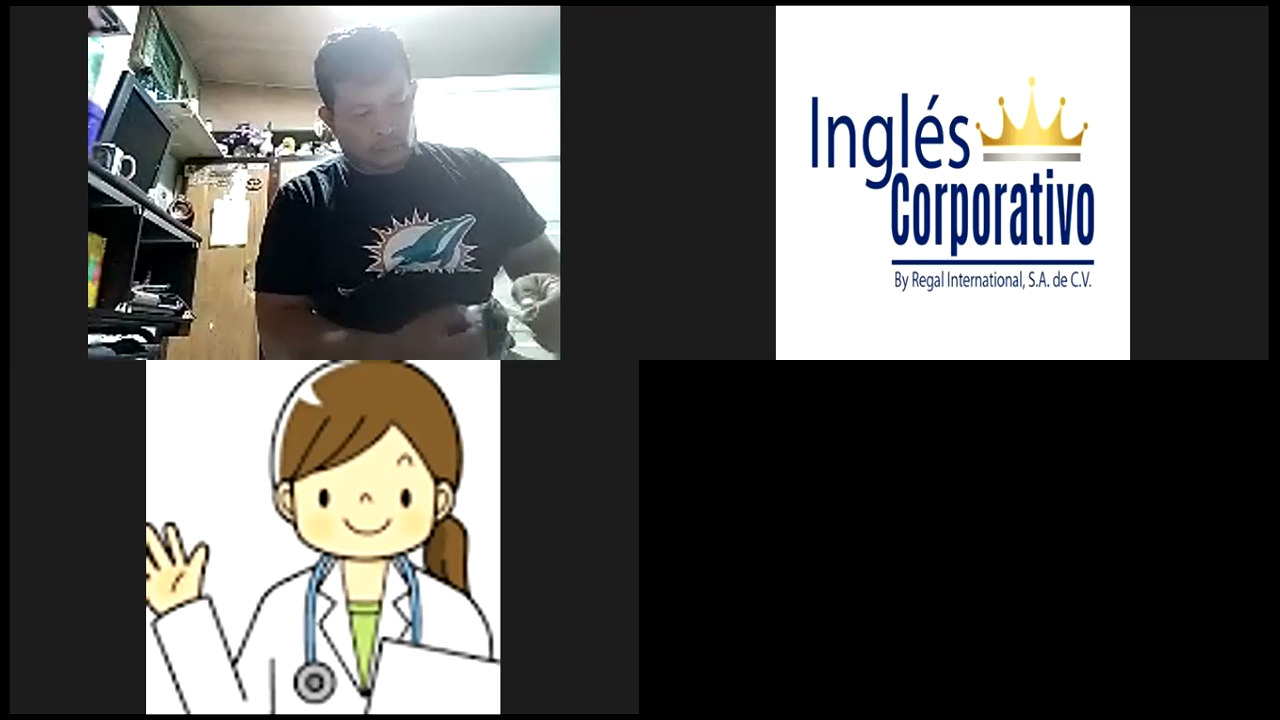 Inglés
Corporativo
By Regal International, S.A. de C.V.